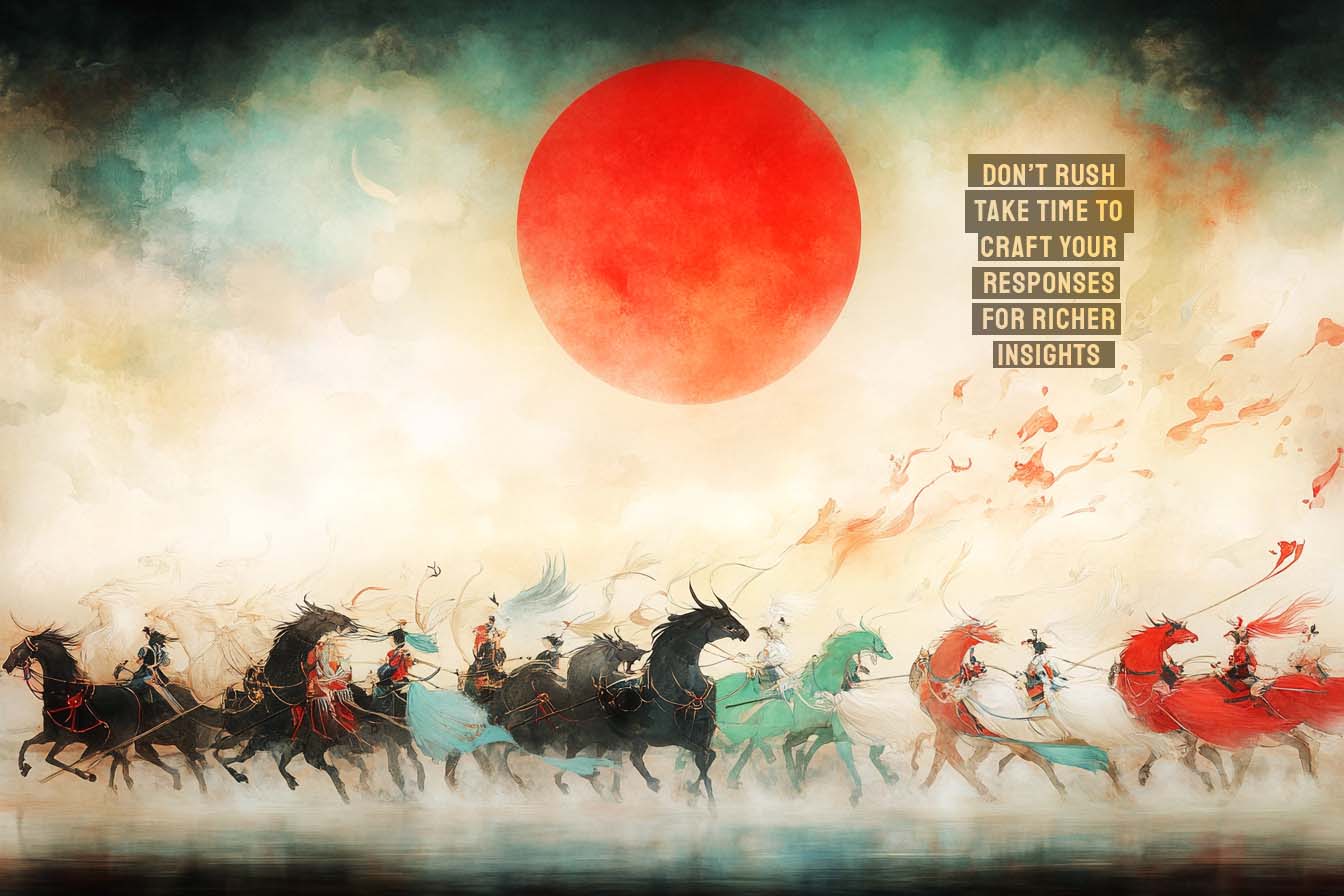 DON'T RUSH
TAKE TIME TO
CRAFT YOUR
RESPONSES
FOR RICHER
INSIGHTS